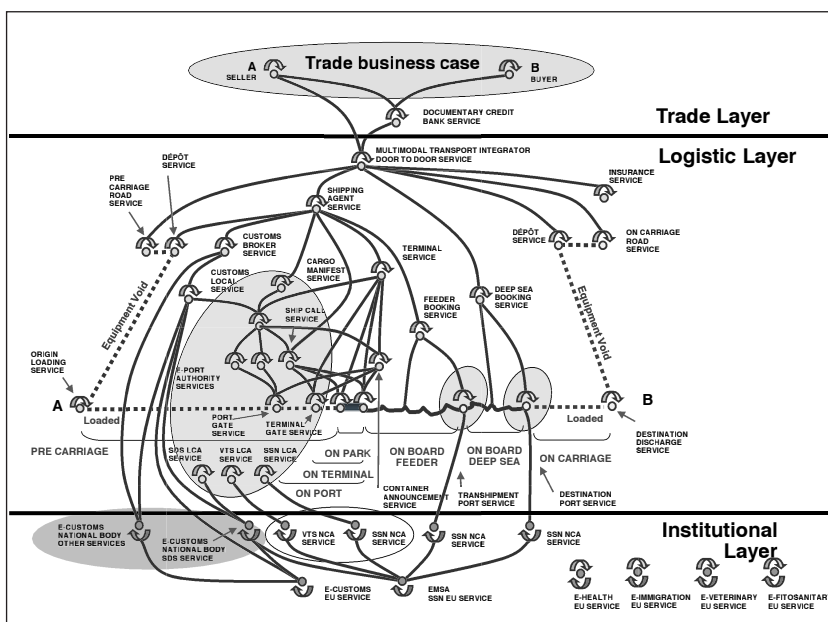 Trade business case
A
SELLER
B
BUYER
DOCUMENTARY CREDIT
BANK SERVICE
Trade Layer
MULTIMODAL TRANSPORT INTEGRATOR
DOOR TO DOOR SERVICE
Logistic Layer
DÉPÔT
SERVICE
PRE
CARRIAGE
ROAD
SERVICE
INSURANCE
SERVICE
SHIPPING
AGENT
SERVICE
CUSTOMS
BROKER
SERVICE
TERMINAL
SERVICE
DÉPÔT
SERVICE
ON CARRIAGE
ROAD
SERVICE
CARGO
MANIFEST
SERVICE
CUSTOMS
LOCAL
SERVICE
DEEP SEA
BOOKING
SERVICE
FEEDER
BOOKING
SERVICE
SHIP CALL
SERVICE
Equipment Void
Equipment Void
ORIGIN
LOADING
SERVICE
E-PORT
AUTHORITY
SERVICES
A
B
Loaded
PORT
GATE
SERVICE
TERMINAL
GATE SERVICE
Loaded
DESTINATION
DISCHARGE
SERVICE
PRE CARRIAGE
SDS LCA
SERVICE
VTS LCA
SERVICE
SSN LCA
SERVICE
ON PARK
ON TERMINAL
ON PORT
ON BOARD
FEEDER
ON BOARD
DEEP SEA
ON CARRIAGE
CONTAINER
ANNOUNCEMENT
SERVICE
TRANSHIPMENT
PORT SERVICE
DESTINATION
PORT SERVICE
E-CUSTOMS
NATIONAL BODY
OTHER SERVICES
E-CUSTOMS
NATIONAL BODY
SDS SERVICE
VTS NCA
SERVICE
SSN NCA
SERVICE
SSN NCA
SERVICE
SSN NCA
SERVICE
Institutional
Layer
E-CUSTOMS
EU SERVICE
EMSA
SSN EU SERVICE
E-HEALTH
EU SERVICE
E-IMMIGRATION
EU SERVICE
E-VETERINARY
EU SERVICE
E-FITOSANITARY
EU SERVICE